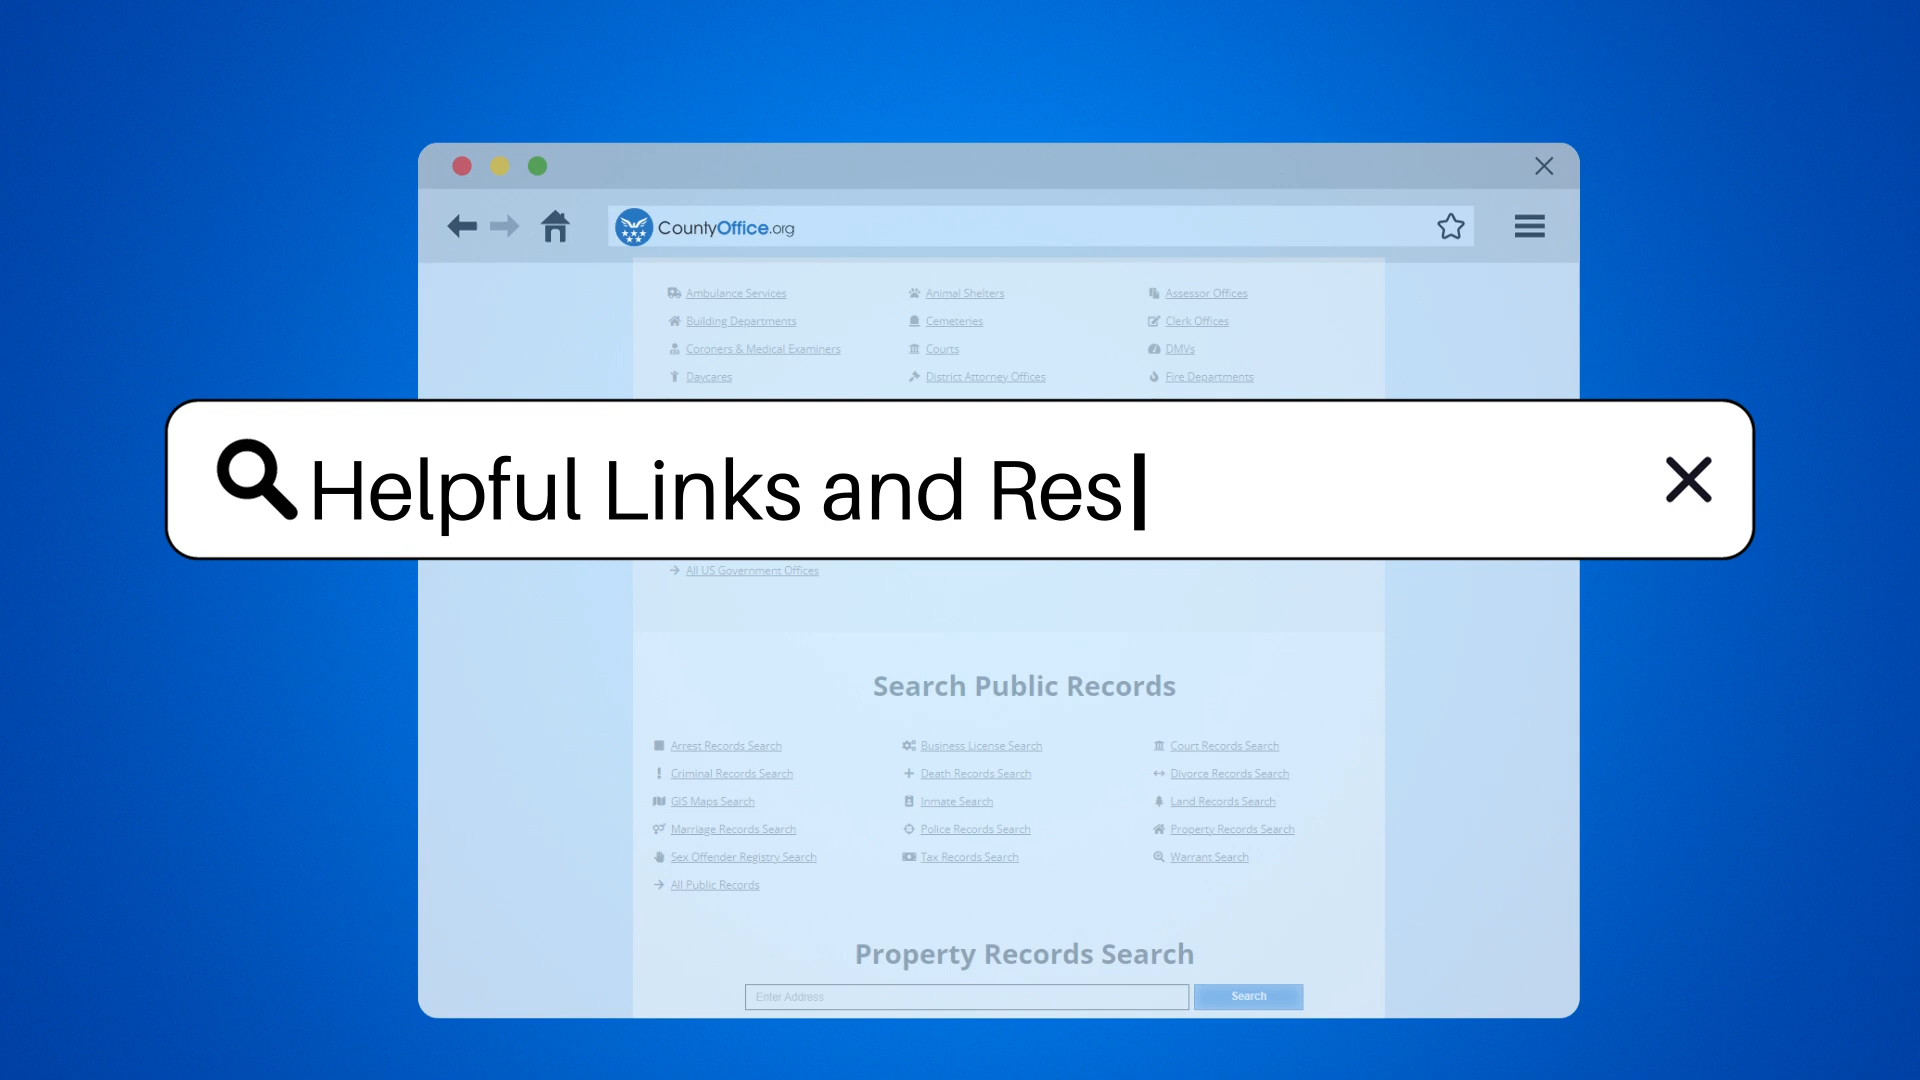 CountyOffice.org
Ambulance Services Animal Shelters Assessor Offices
Building Departments Cemeteries Clerk Offices
Coroners & Medical Examiners Courts DMVs
Daycares District Attorney Offices Fire Departments
Helpful Links and Res
All US Government Offices
Search Public Records
Arrest Records Search Business License Search Court Records Search
Criminal Records Search Death Records Search Divorce Records Search
GIS Maps Search Inmate Search Land Records Search
Marriage Records Search Police Records Search Property Records Search
Sex Offender Registry Search Tax Records Search Warrant Search
All Public Records
Property Records Search
Enter Address Search